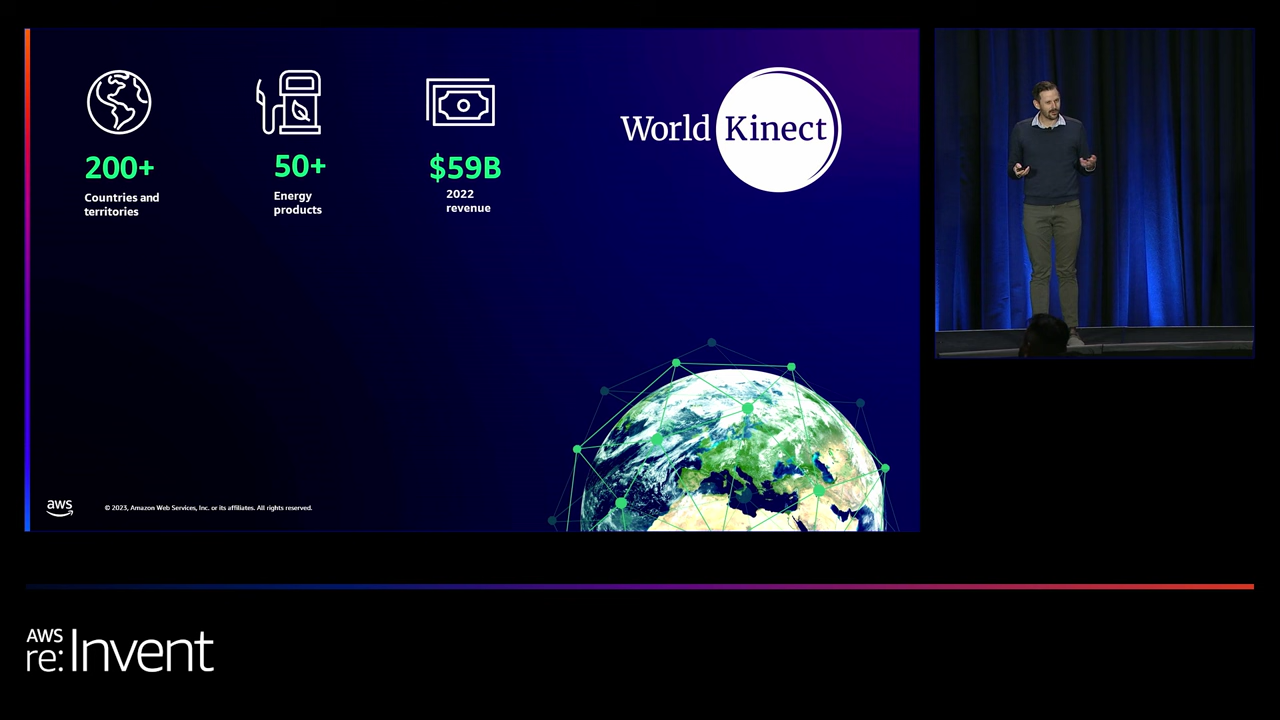 200+
Countries and
territories
50+
Energy
products
$59B
2022
revenue
World Kinect
aws
© 2023, Amazon Web Services, Inc. or its affiliates. All rights reserved.
AWS
re:Invent